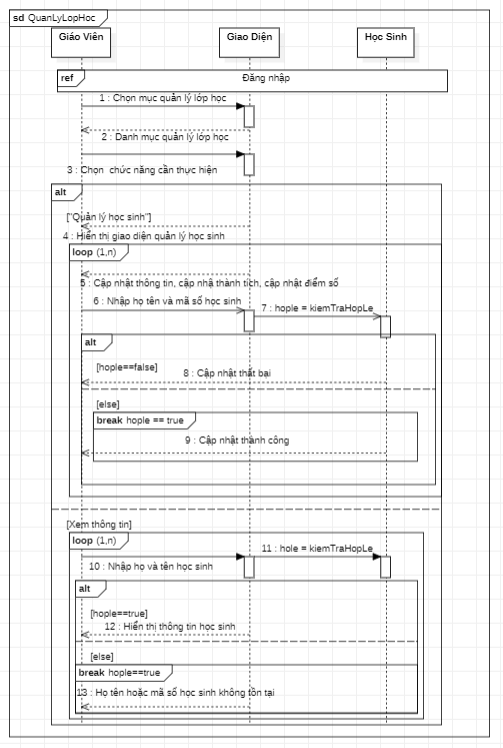 sd QuanLyLopHoc
Giáo Viên
Giao Diện
Học Sinh
ref
Đăng nhập
1 : Chọn mục quản lý lớp học
2 : Danh mục quản lý lớp học
3 : Chọn chức năng cần thực hiện
alt
["Quản lý học sinh"]
4 : Hiển thị giao diện quản lý học sinh
loop (1,n)
5 : Cập nhật thông tin, cập nhà thành tích, cập nhật điểm số
6 : Nhập họ tên và mã số học sinh
7 : hople = kiemTraHopLe
alt
[hople==false]
8 : Cập nhật thất bại
[else]
break hople == true
9 : Cập nhật thành công
[Xem thông tin]
loop (1,n)
11 : hole = kiemTraHopLe
10 : Nhập họ và tên học sinh
alt
[hople==true]
12 : Hiển thị thông tin học sinh
[else]
break hople==true
13 : Họ tên hoặc mã số học sinh không tồn tại